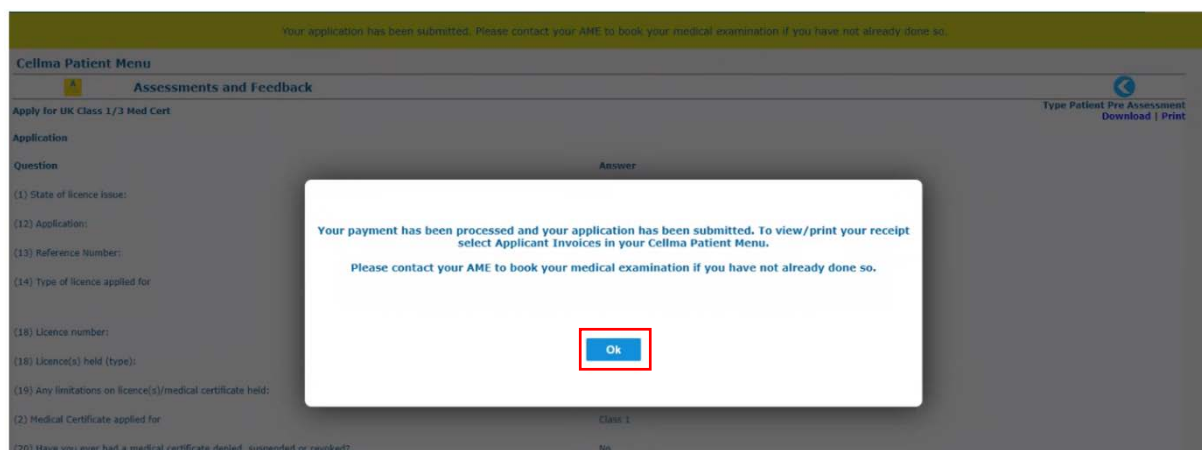 Your application has been submitted. Please contact your AME to book your medical examination if you have not already done so.
Cellma Patient Menu
A
Assessments and Feedback
Apply for UK Class 1/3 Med Cert
Type Patient Pre Assessment
Download | Print
Application
Question
Answer
(1) State of licence issue:
(12) Application:
(13) Reference Number:
(14) Type of licence applied for
Your payment has been processed and your application has been submitted. To view/print your receipt
select Applicant Invoices in your Cellma Patient Menu.
Please contact your AME to book your medical examination if you have not already done so.
Ok
(18) Licence number:
(18) Licence(s) held (type):
(19) Any limitations on licence(s)/medical certificate held:
(2) Medical Certificate applied for
Class 1
(20) Have you ever had a medical certificate denied, suspended or revoked?
No